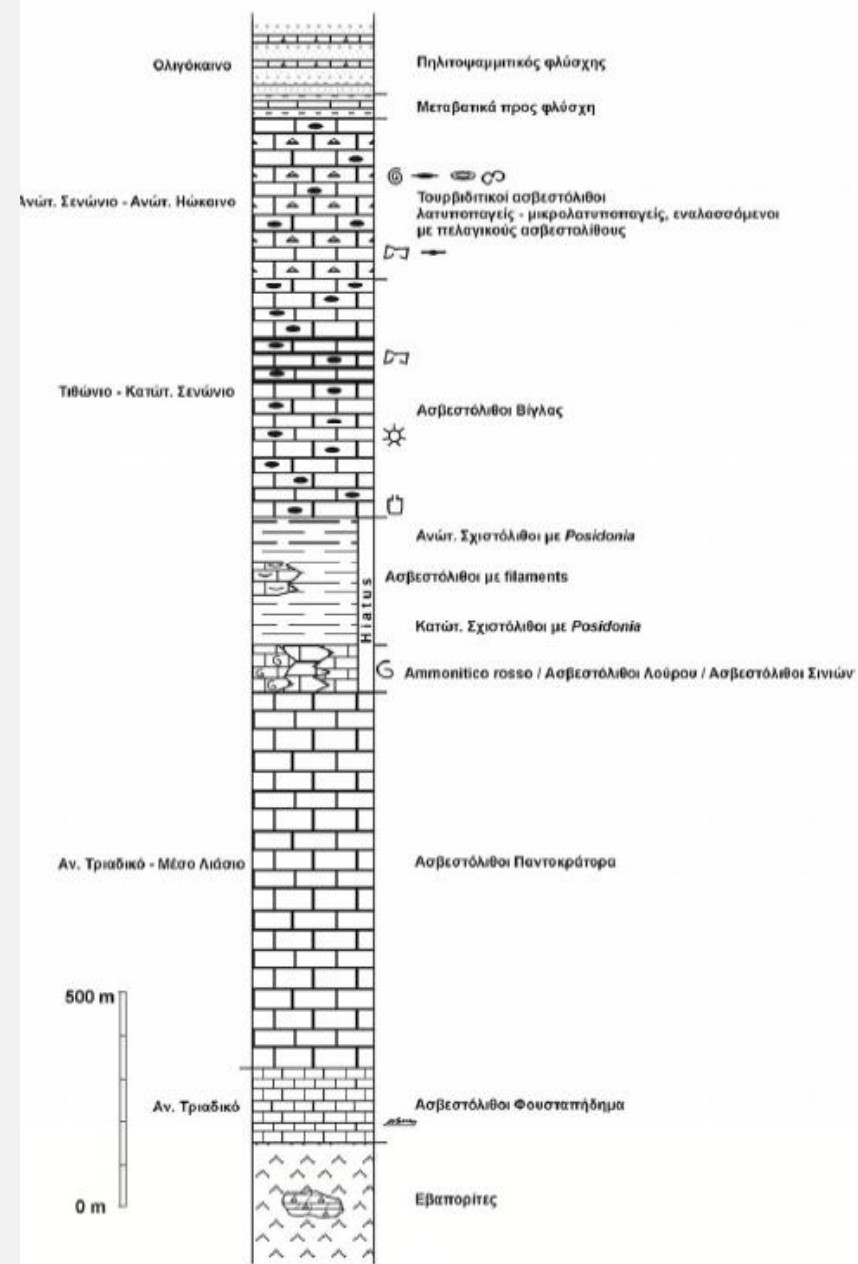 Ολιγόκαινο
Πηλιτοψαμμιτικός φλύσχης
Μεταβατικά προς φλύσχη
Ανώτ. Σενώνιο - Ανώτ. Ηώκαινο
Τουρβιδιτικοί ασβεστόλιθοι
λατυποπαγείς - μικρολατυποπαγείς, εναλασσόμενοι
με πελαγικούς ασβεστολίθους
Τιθώνιο - Κατώτ. Σενώνιο
Ασβεστόλιθοι Βίγλας
Ανώτ. Σχιστόλιθοι με Posidonia
Ασβεστόλιθοι με filaments
Hiatus
Κατώτ. Σχιστόλιθοι με Posidonia
Ammonitico rosso / Ασβεστόλιθοι Λούρου / Ασβεστόλιθοι Σινιών
Αν. Τριαδικό - Μέσο Λιάσιο
Ασβεστόλιθοι Παντοκράτορα
500 m
Αν. Τριαδικό
Ασβεστόλιθοι Φουσταπήδημα
0 m
Εβαπορίτες